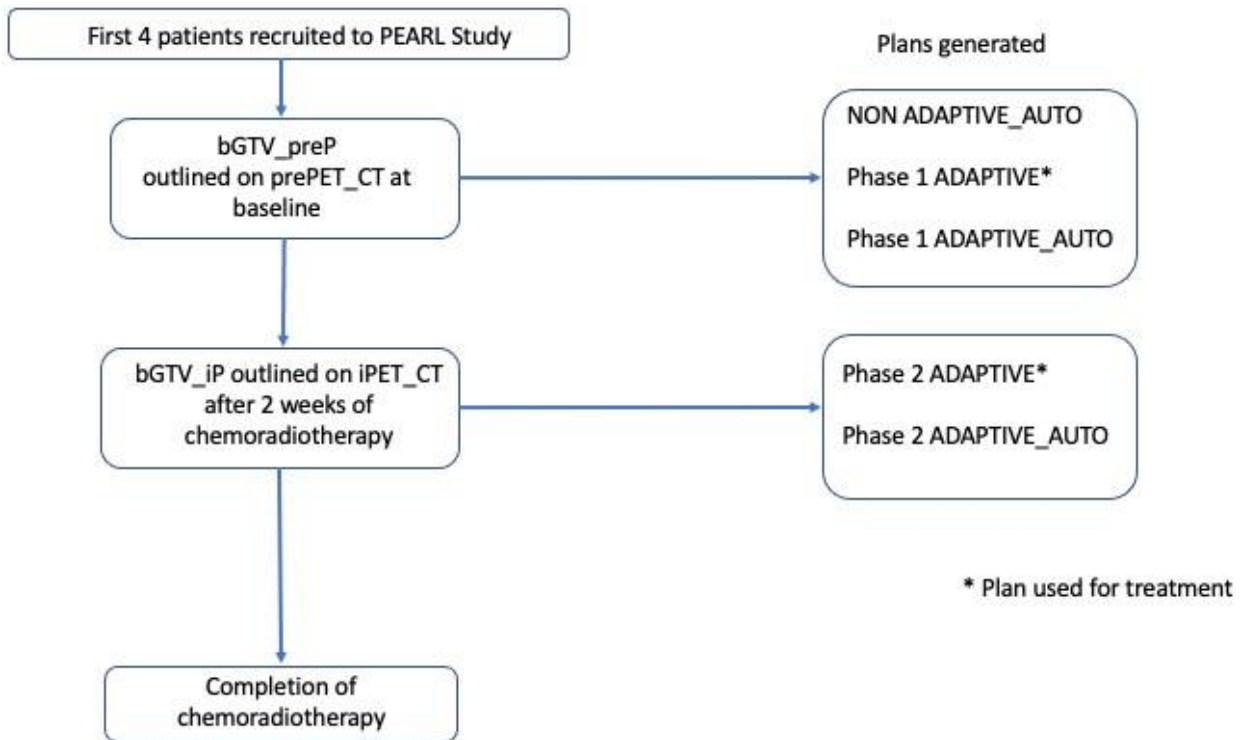 First 4 patients recruited to PEARL Study
Plans generated
bGTV_preP
outlined on prePET_CT at
baseline
NON ADAPTIVE_AUTO
Phase 1 ADAPTIVE*
Phase 1 ADAPTIVE_AUTO
bGTV_iP outlined on iPET_CT
after 2 weeks of
chemoradiotherapy
Phase 2 ADAPTIVE*
Phase 2 ADAPTIVE_AUTO
* Plan used for treatment
Completion of
chemoradiotherapy